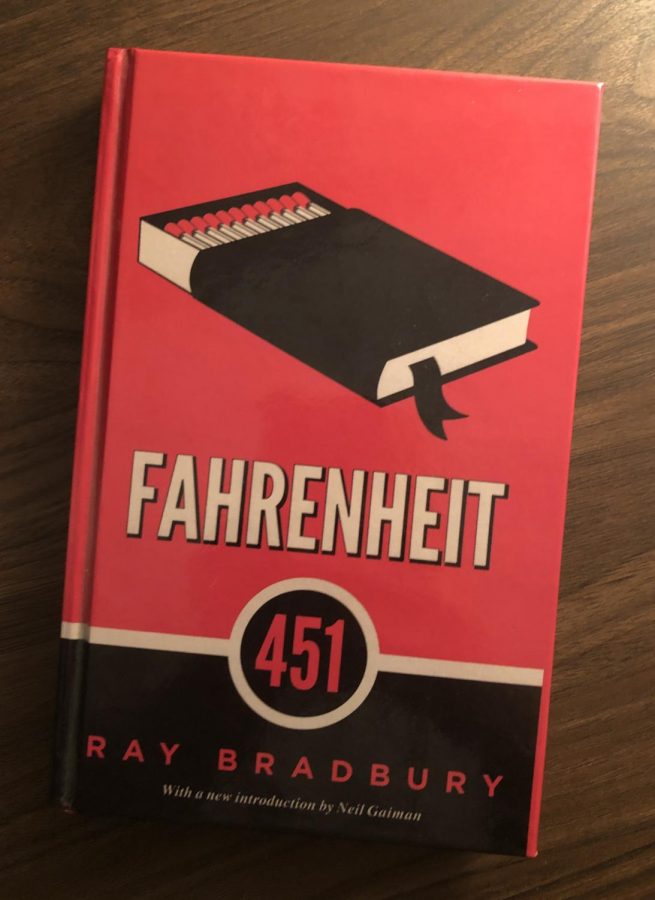 FAHRENHEIT
451
RAY BRADBURY
With a new introduction by Neil Gaiman